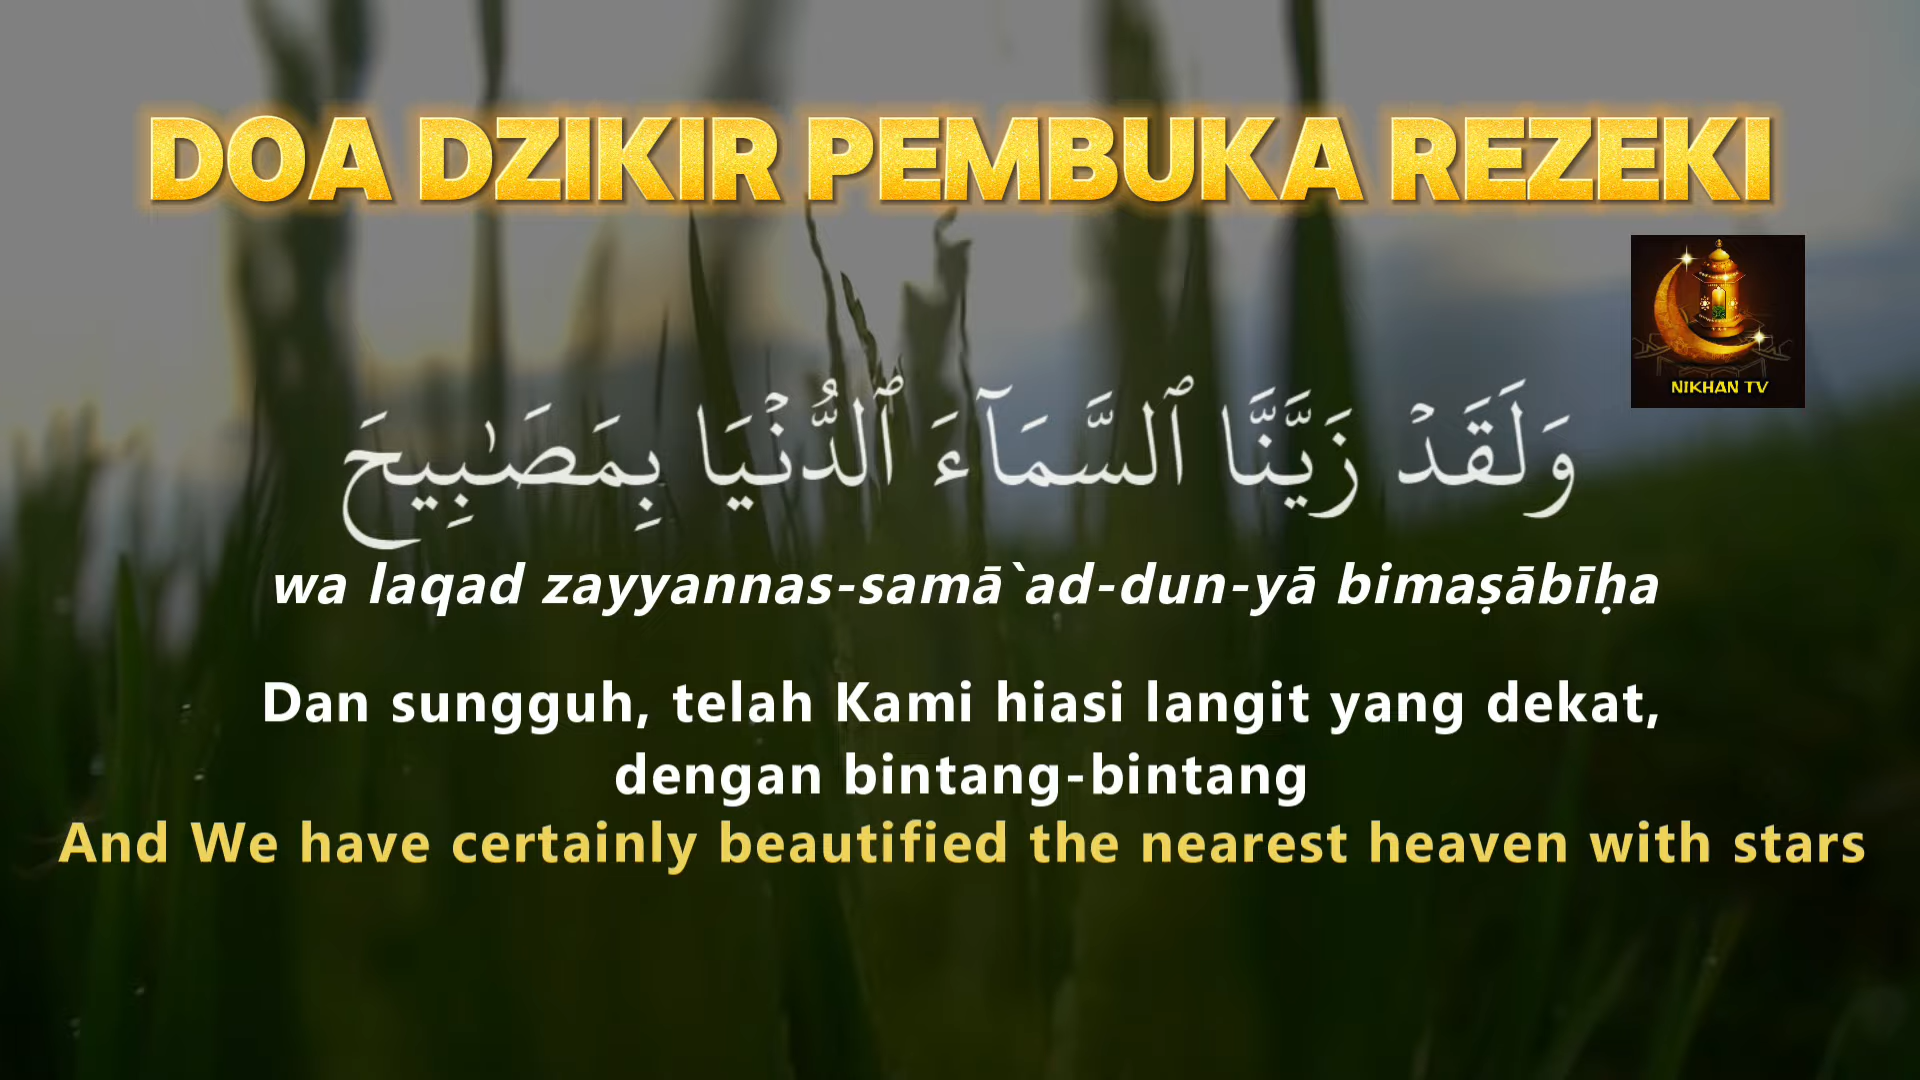 DOA DZIKIR PEMBUKA REZEKI
NIKHAN TV
وَلَقَدۡ زَيَّنَّا ٱلسَّمَآءَ ٱلدُّنۡيَا بِمَصَٰبِيحَ
wa laqad zayyannas-samā`ad-dun-yā bimaṣābīḥa
Dan sungguh, telah Kami hiasi langit yang dekat,
dengan bintang-bintang
And We have certainly beautified the nearest heaven with stars